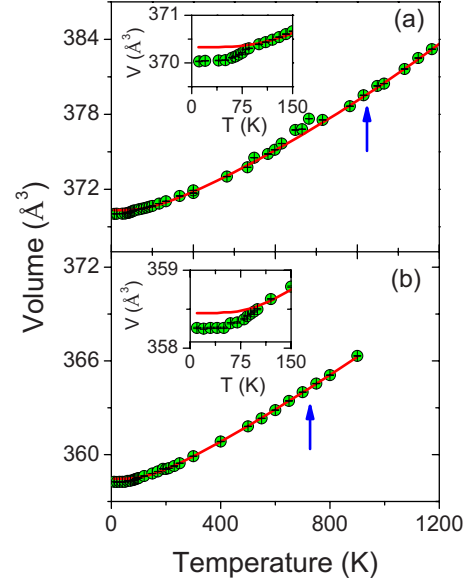 (a)
384
378
372
371
370
V (Å³)
0 75 150
T (K)
Volume (Å³)
(b)
372
366
360
359
358
V (Å³)
0 75 150
T (K)
0 400 800 1200
Temperature (K)